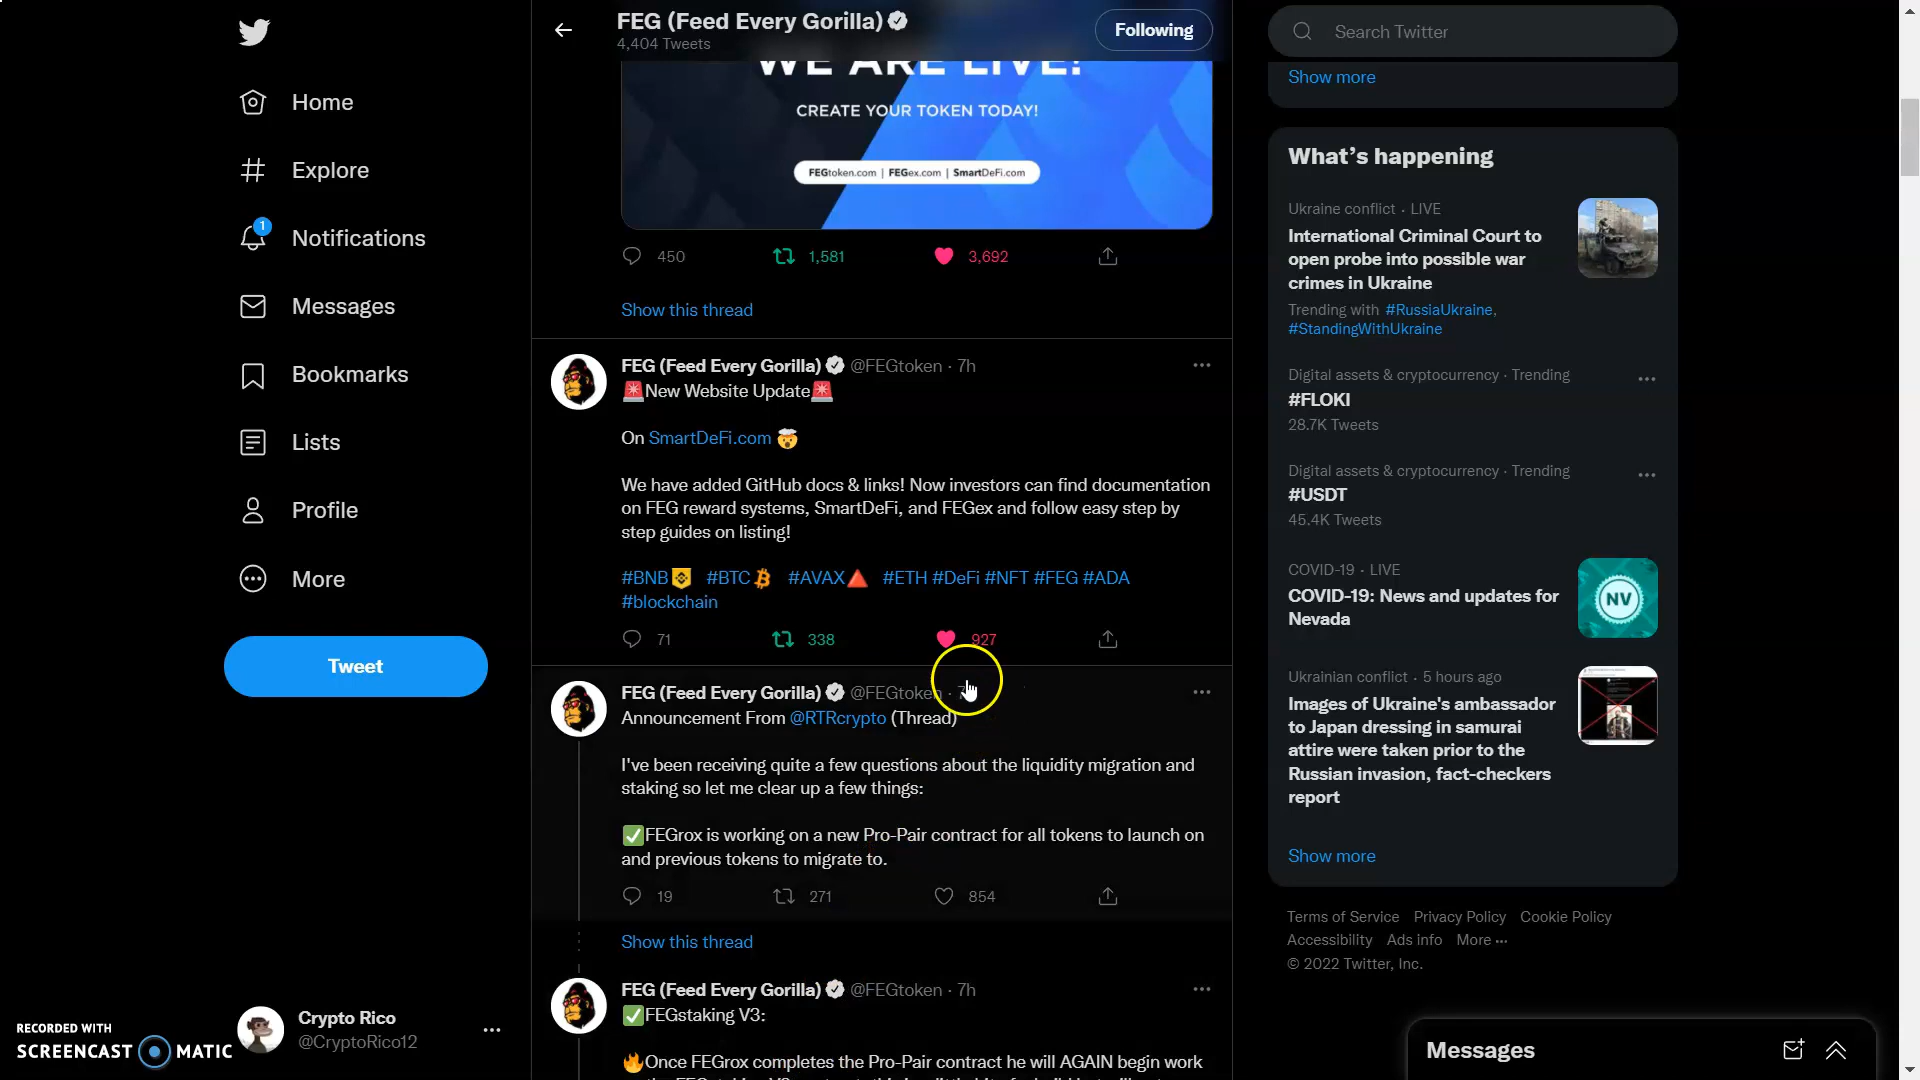 Home
Explore
1
Notifications
Messages
Bookmarks
Lists
Profile
More
Tweet
Crypto Rico
@CryptoRico12
RECORDED WITH
SCREENCAST MATIC
FEG (Feed Every Gorilla)
4,404 Tweets
Following
WE ARE LIVE!
CREATE YOUR TOKEN TODAY!
FEGtoken.com | FEGex.com | SmartDeFi.com
450 1,581 3,692
Show this thread
FEG (Feed Every Gorilla) @FEGtoken · 7h
🚨New Website Update🚨
On SmartDeFi.com 🤯
We have added GitHub docs & links! Now investors can find documentation
on FEG reward systems, SmartDeFi, and FEGex and follow easy step by
step guides on listing!
#BNB #BTC #AVAX #ETH #DeFi #NFT #FEG #ADA
#blockchain
71 338 927
FEG (Feed Every Gorilla) @FEGtoken ·
Announcement From @RTRcrypto (Thread)
I've been receiving quite a few questions about the liquidity migration and
staking so let me clear up a few things:
✅FEGrox is working on a new Pro-Pair contract for all tokens to launch on
and previous tokens to migrate to.
19 271 854
Show this thread
FEG (Feed Every Gorilla) @FEGtoken · 7h
✅FEGstaking V3:
🔥Once FEGrox completes the Pro-Pair contract he will AGAIN begin work
Search Twitter
Show more
What's happening
Ukraine conflict · LIVE
International Criminal Court to
open probe into possible war
crimes in Ukraine
Trending with #RussiaUkraine,
#StandingWithUkraine
Digital assets & cryptocurrency · Trending
#FLOKI
28.7K Tweets
Digital assets & cryptocurrency · Trending
#USDT
45.4K Tweets
COVID-19 · LIVE
COVID-19: News and updates for
Nevada
NV
Ukrainian conflict · 5 hours ago
Images of Ukraine's ambassador
to Japan dressing in samurai
attire were taken prior to the
Russian invasion, fact-checkers
report
Show more
Terms of Service Privacy Policy Cookie Policy
Accessibility Ads info More ···
© 2022 Twitter, Inc.
Messages